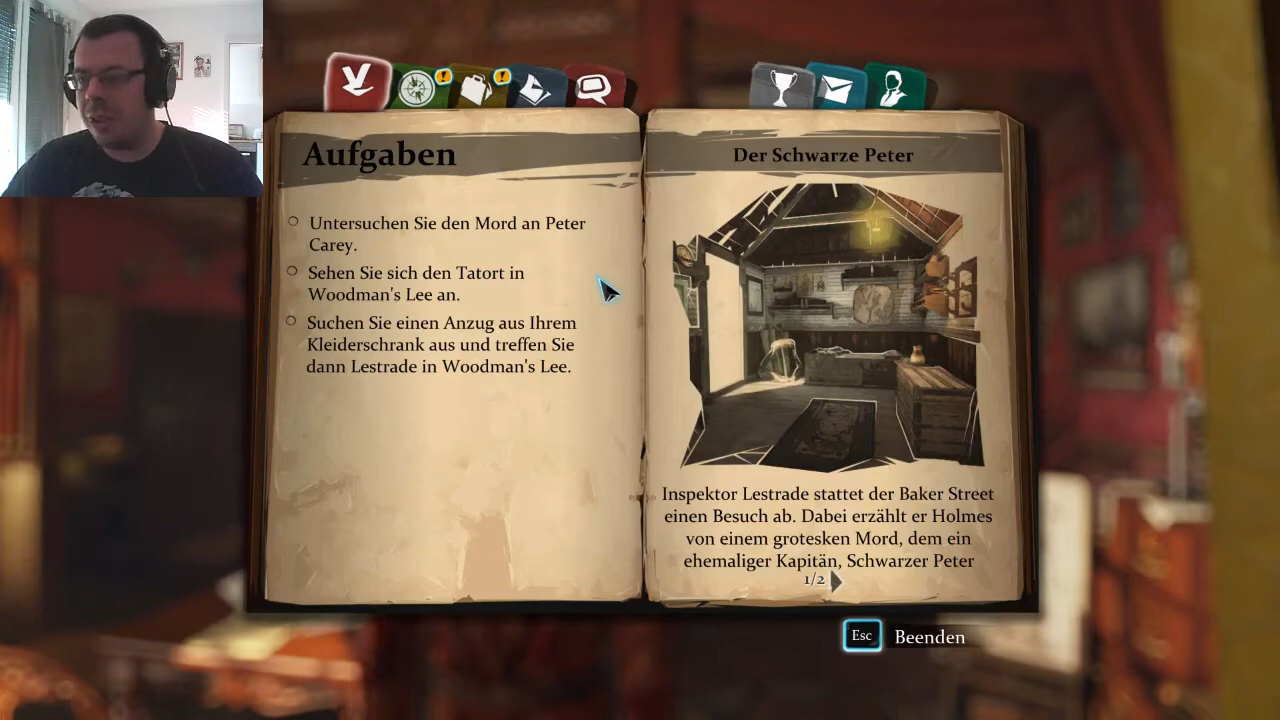 Aufgaben
Untersuchen Sie den Mord an Peter
Carey.
Sehen Sie sich den Tatort in
Woodman's Lee an.
Suchen Sie einen Anzug aus Ihrem
Kleiderschrank aus und treffen Sie
dann Lestrade in Woodman's Lee.
Der Schwarze Peter
Inspektor Lestrade stattet der Baker Street
einen Besuch ab. Dabei erzählt er Holmes
von einem grotesken Mord, dem ein
ehemaliger Kapitän, Schwarzer Peter
1/2
Esc Beenden